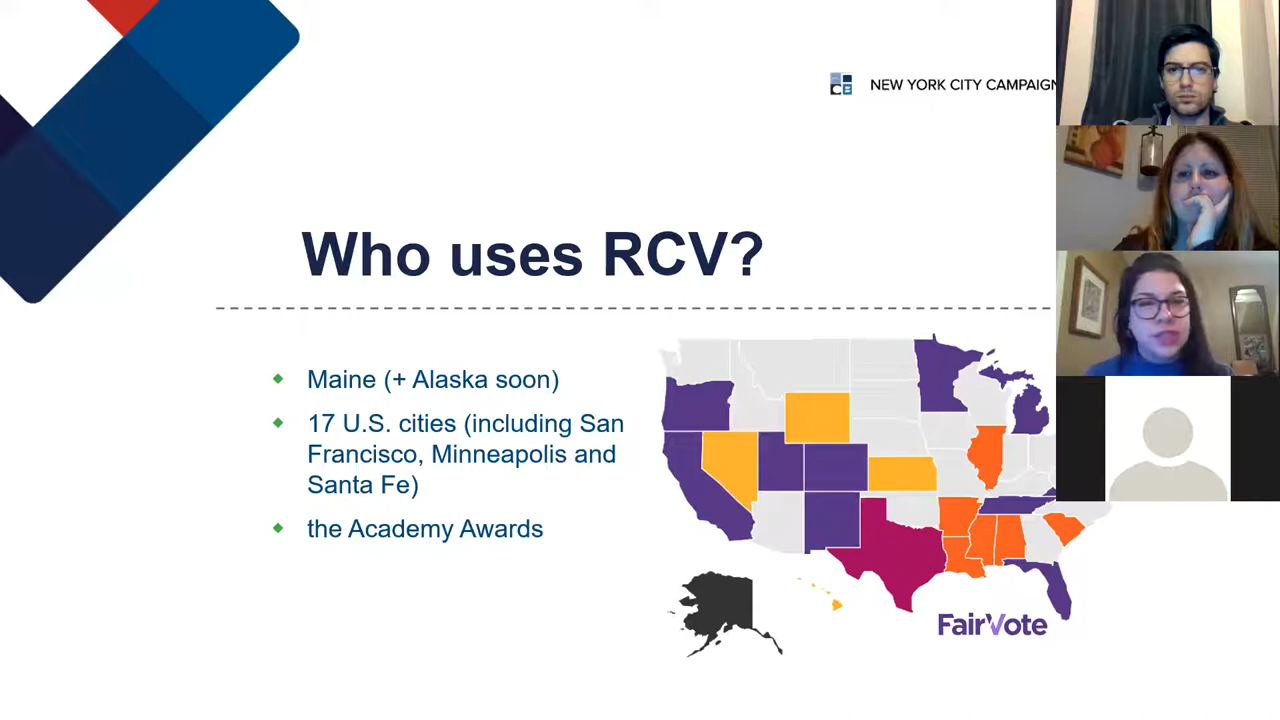 NEW YORK CITY CAMPAIGN
Who uses RCV?
Maine (+ Alaska soon)
17 U.S. cities (including San
Francisco, Minneapolis and
Santa Fe)
the Academy Awards
FairVote